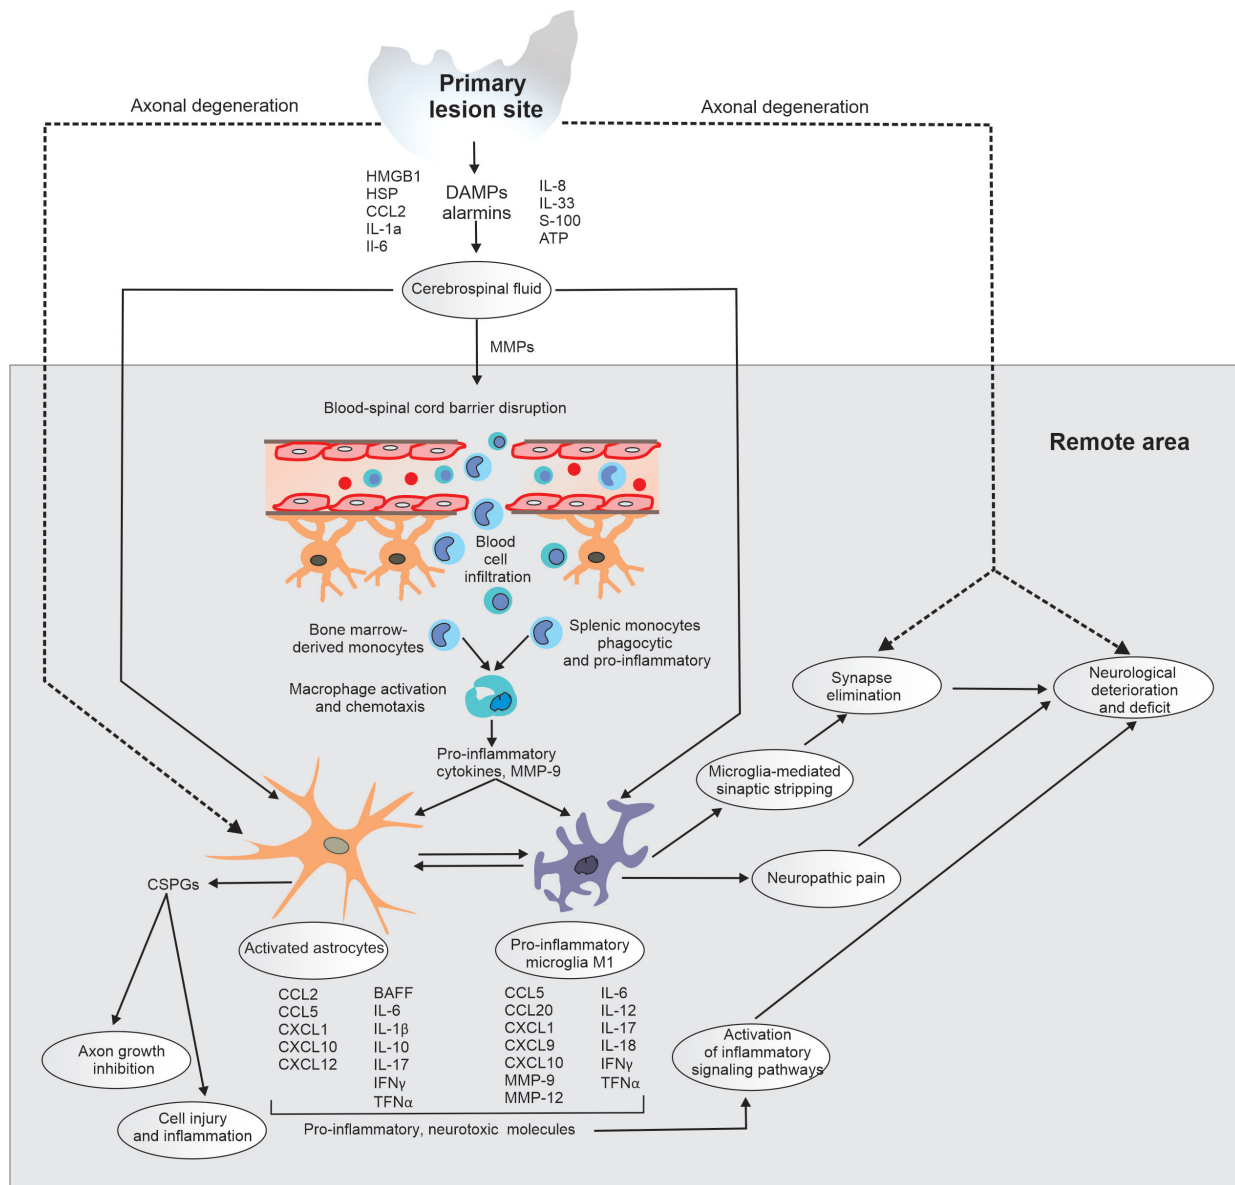 Primary
lesion site
Axonal degeneration
Axonal degeneration
HMGB1
HSP
CCL2
IL-1a
Il-6
DAMPs
alarmins
IL-8
IL-33
S-100
ATP
Cerebrospinal fluid
MMPs
Blood-spinal cord barrier disruption
Remote area
Blood
cell
infiltration
Bone marrow-
derived monocytes
Splenic monocytes
phagocytic
and pro-inflammatory
Macrophage activation
and chemotaxis
Pro-inflammatory
cytokines, MMP-9
Synapse
elimination
Neurological
deterioration
and deficit
Microglia-mediated
sinaptic stripping
Neuropathic pain
CSPGs
Activated astrocytes
Pro-inflammatory
microglia M1
CCL2
CCL5
CXCL1
CXCL10
CXCL12
BAFF
IL-6
IL-1β
IL-10
IL-17
IFNγ
TFNα
CCL5
CCL20
CXCL1
CXCL9
CXCL10
MMP-9
MMP-12
IL-6
IL-12
IL-17
IL-18
IFNγ
TFNα
Activation
of inflammatory
signaling pathways
Axon growth
inhibition
Cell injury
and inflammation
Pro-inflammatory, neurotoxic molecules